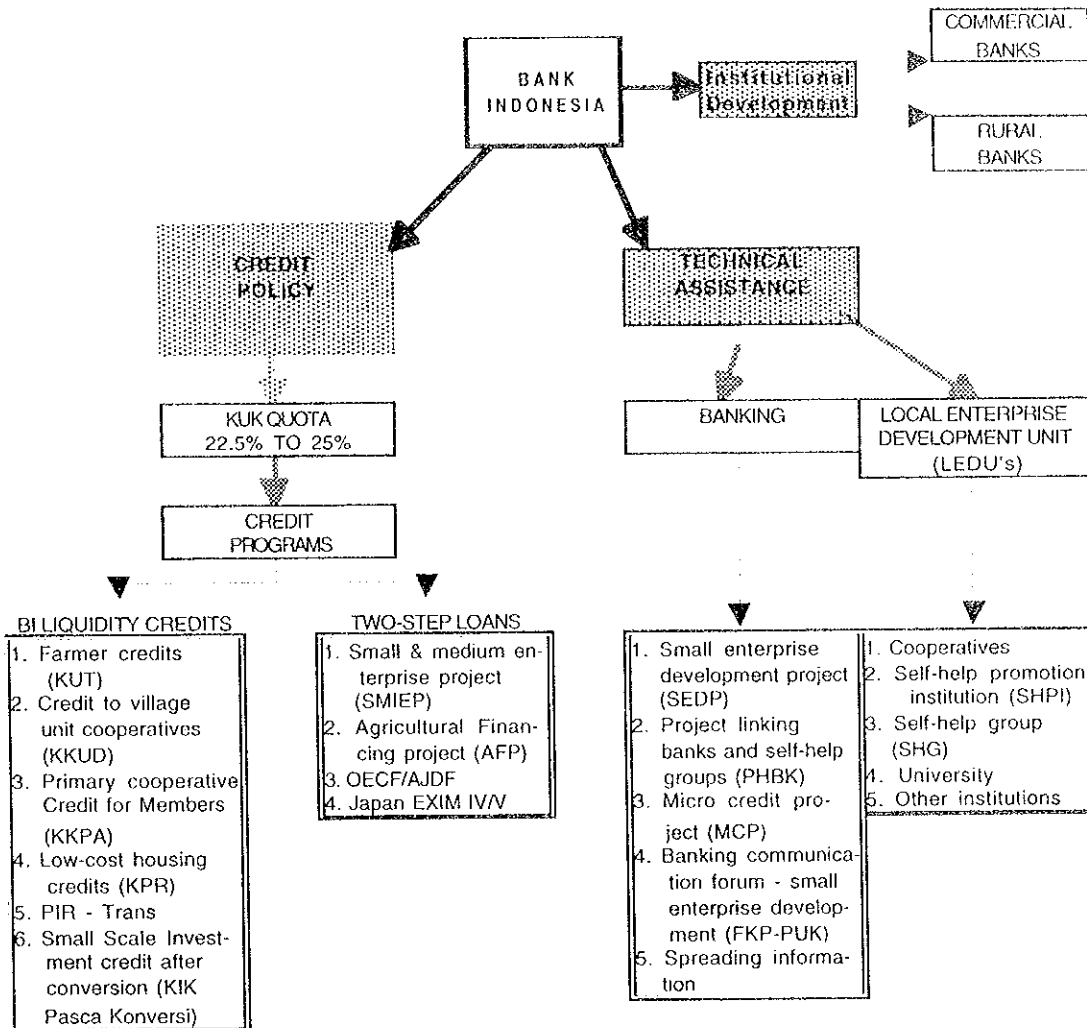 COMMERCIAL
BANKS
BANK
INDONESIA
Institutional
Development
RURAL
BANKS
CREDIT
POLICY
TECHNICAL
ASSISTANCE
KUK QUOTA
22.5% TO 25%
BANKING
LOCAL ENTERPRISE
DEVELOPMENT UNIT
(LEDU's)
CREDIT
PROGRAMS
BI LIQUIDITY CREDITS
1. Farmer credits
(KUT)
2. Credit to village
unit cooperatives
(KKUD)
3. Primary cooperative
Credit for Members
(KKPA)
4. Low-cost housing
credits (KPR)
5. PIR - Trans
6. Small Scale Invest-
ment credit after
conversion (KIK
Pasca Konversi)
TWO-STEP LOANS
1. Small & medium en-
terprise project
(SMIEP)
2. Agricultural Finan-
cing project (AFP)
3. OECF/AJDF
4. Japan EXIM IV/V
1. Small enterprise
development project
(SEDP)
2. Project linking
banks and self-help
groups (PHBK)
3. Micro credit pro-
ject (MCP)
4. Banking communica-
tion forum - small
enterprise develop-
ment (FKP-PUK)
5. Spreading informa-
tion
1. Cooperatives
2. Self-help promotion
institution (SHPI)
3. Self-help group
(SHG)
4. University
5. Other institutions